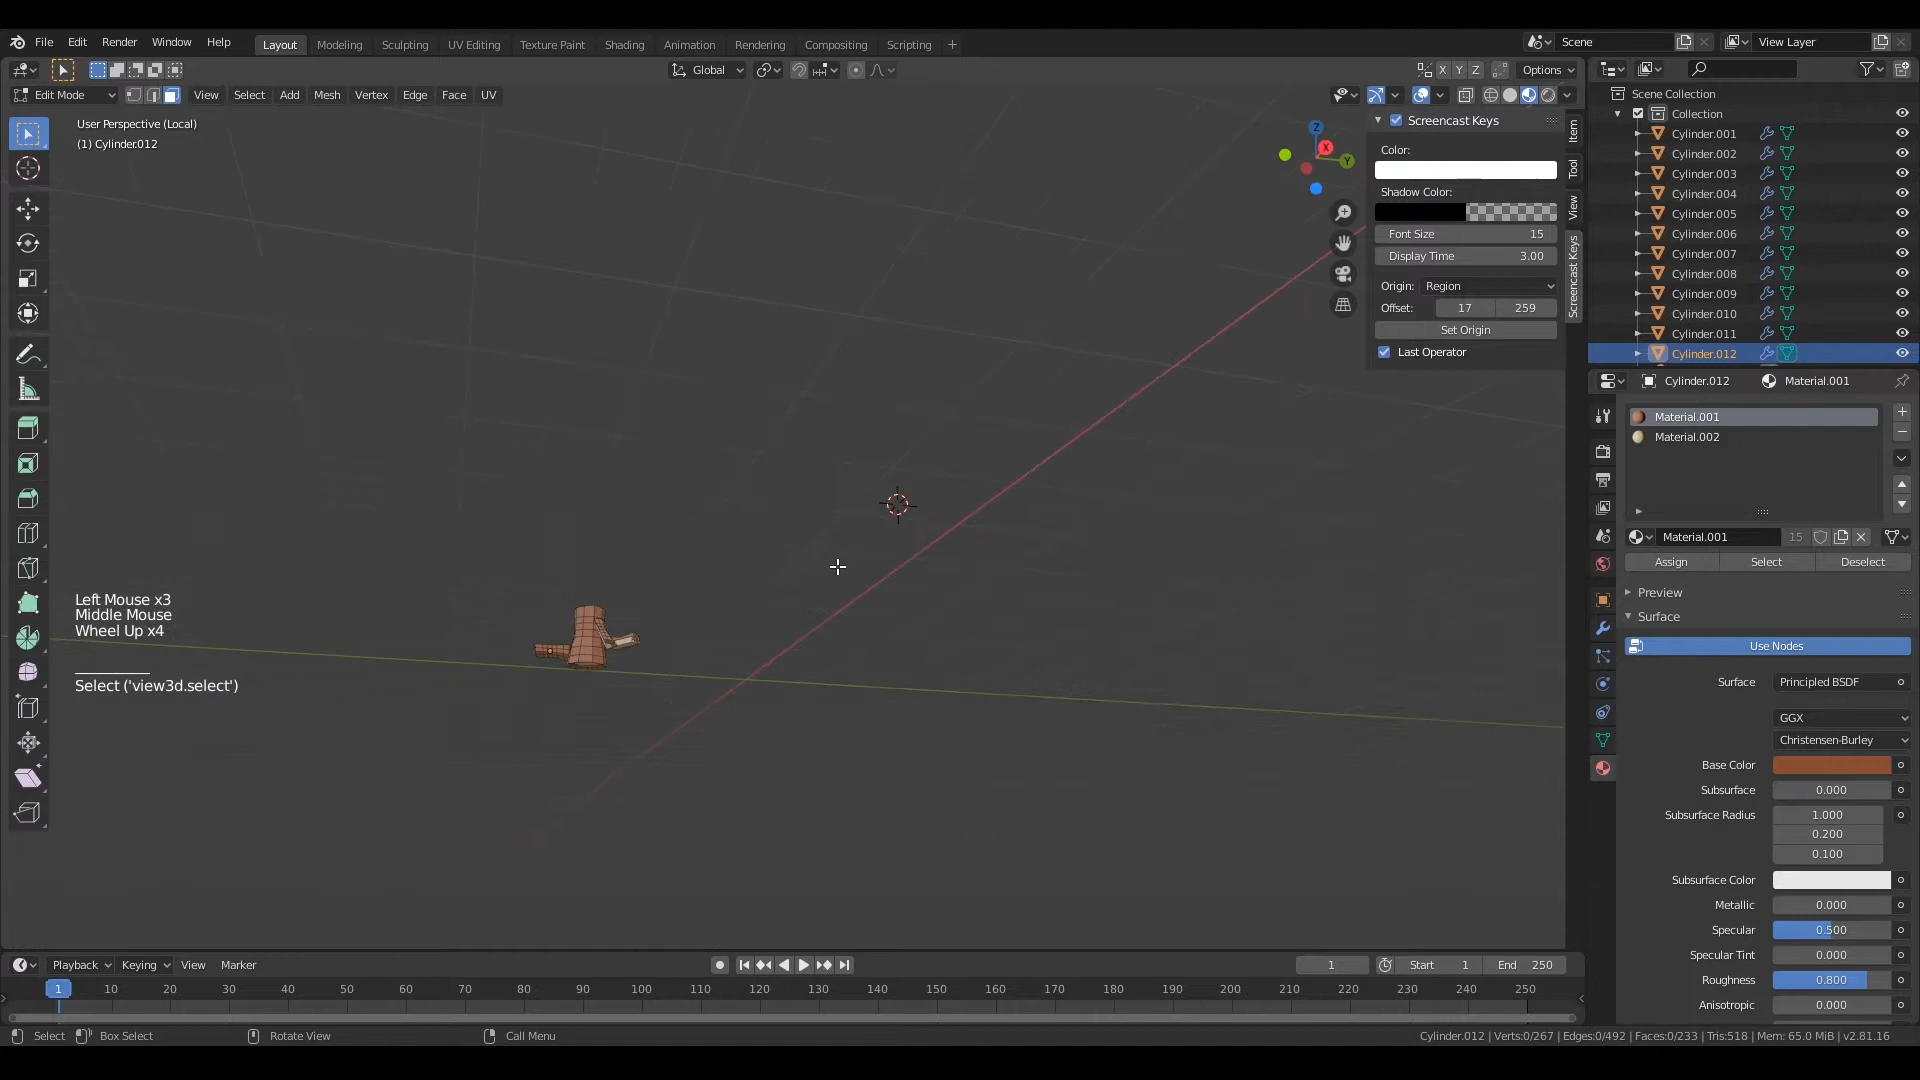 File Edit Render Window Help Layout Modeling Sculpting UV Editing Texture Paint Shading Animation Rendering Compositing Scripting + Scene View Layer
Global X Y Z Options
Edit Mode View Select Add Mesh Vertex Edge Face UV
User Perspective (Local)
(1) Cylinder.012
Z
X
Y
Screencast Keys
Color:
Shadow Color:
Font Size 15
Display Time 3.00
Origin: Region
Offset: 17 259
Set Origin
Last Operator
Item
Tool
View
Screencast Keys
Scene Collection
Collection
Cylinder.001
Cylinder.002
Cylinder.003
Cylinder.004
Cylinder.005
Cylinder.006
Cylinder.007
Cylinder.008
Cylinder.009
Cylinder.010
Cylinder.011
Cylinder.012
Cylinder.012 Material.001
Material.001
Material.002
Material.001 15
Assign Select Deselect
Preview
Surface
Use Nodes
Surface Principled BSDF
GGX
Christensen-Burley
Base Color
Subsurface 0.000
Subsurface Radius 1.000
0.200
0.100
Subsurface Color
Metallic 0.000
Specular 0.500
Specular Tint 0.000
Roughness 0.800
Anisotropic 0.000
Left Mouse x3
Middle Mouse
Wheel Up x4
Select ('view3d.select')
Playback Keying View Marker 1 Start 1 End 250
1 10 20 30 40 50 60 70 80 90 100 110 120 130 140 150 160 170 180 190 200 210 220 230 240 250
Select Box Select Rotate View Call Menu Cylinder.012 | Verts:0/267 | Edges:0/492 | Faces:0/233 | Tris:518 | Mem: 65.0 MiB | v2.81.16